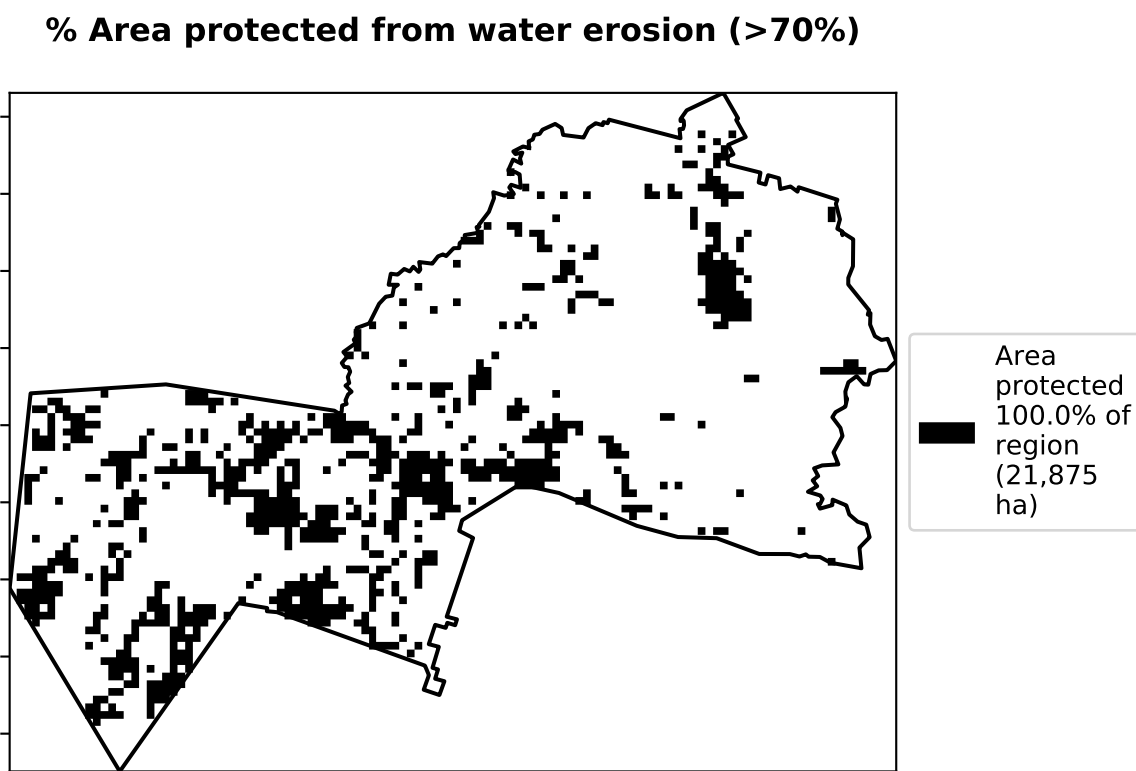 % Area protected from water erosion (>70%)
Area
protected
100.0% of
region
(21,875
ha)